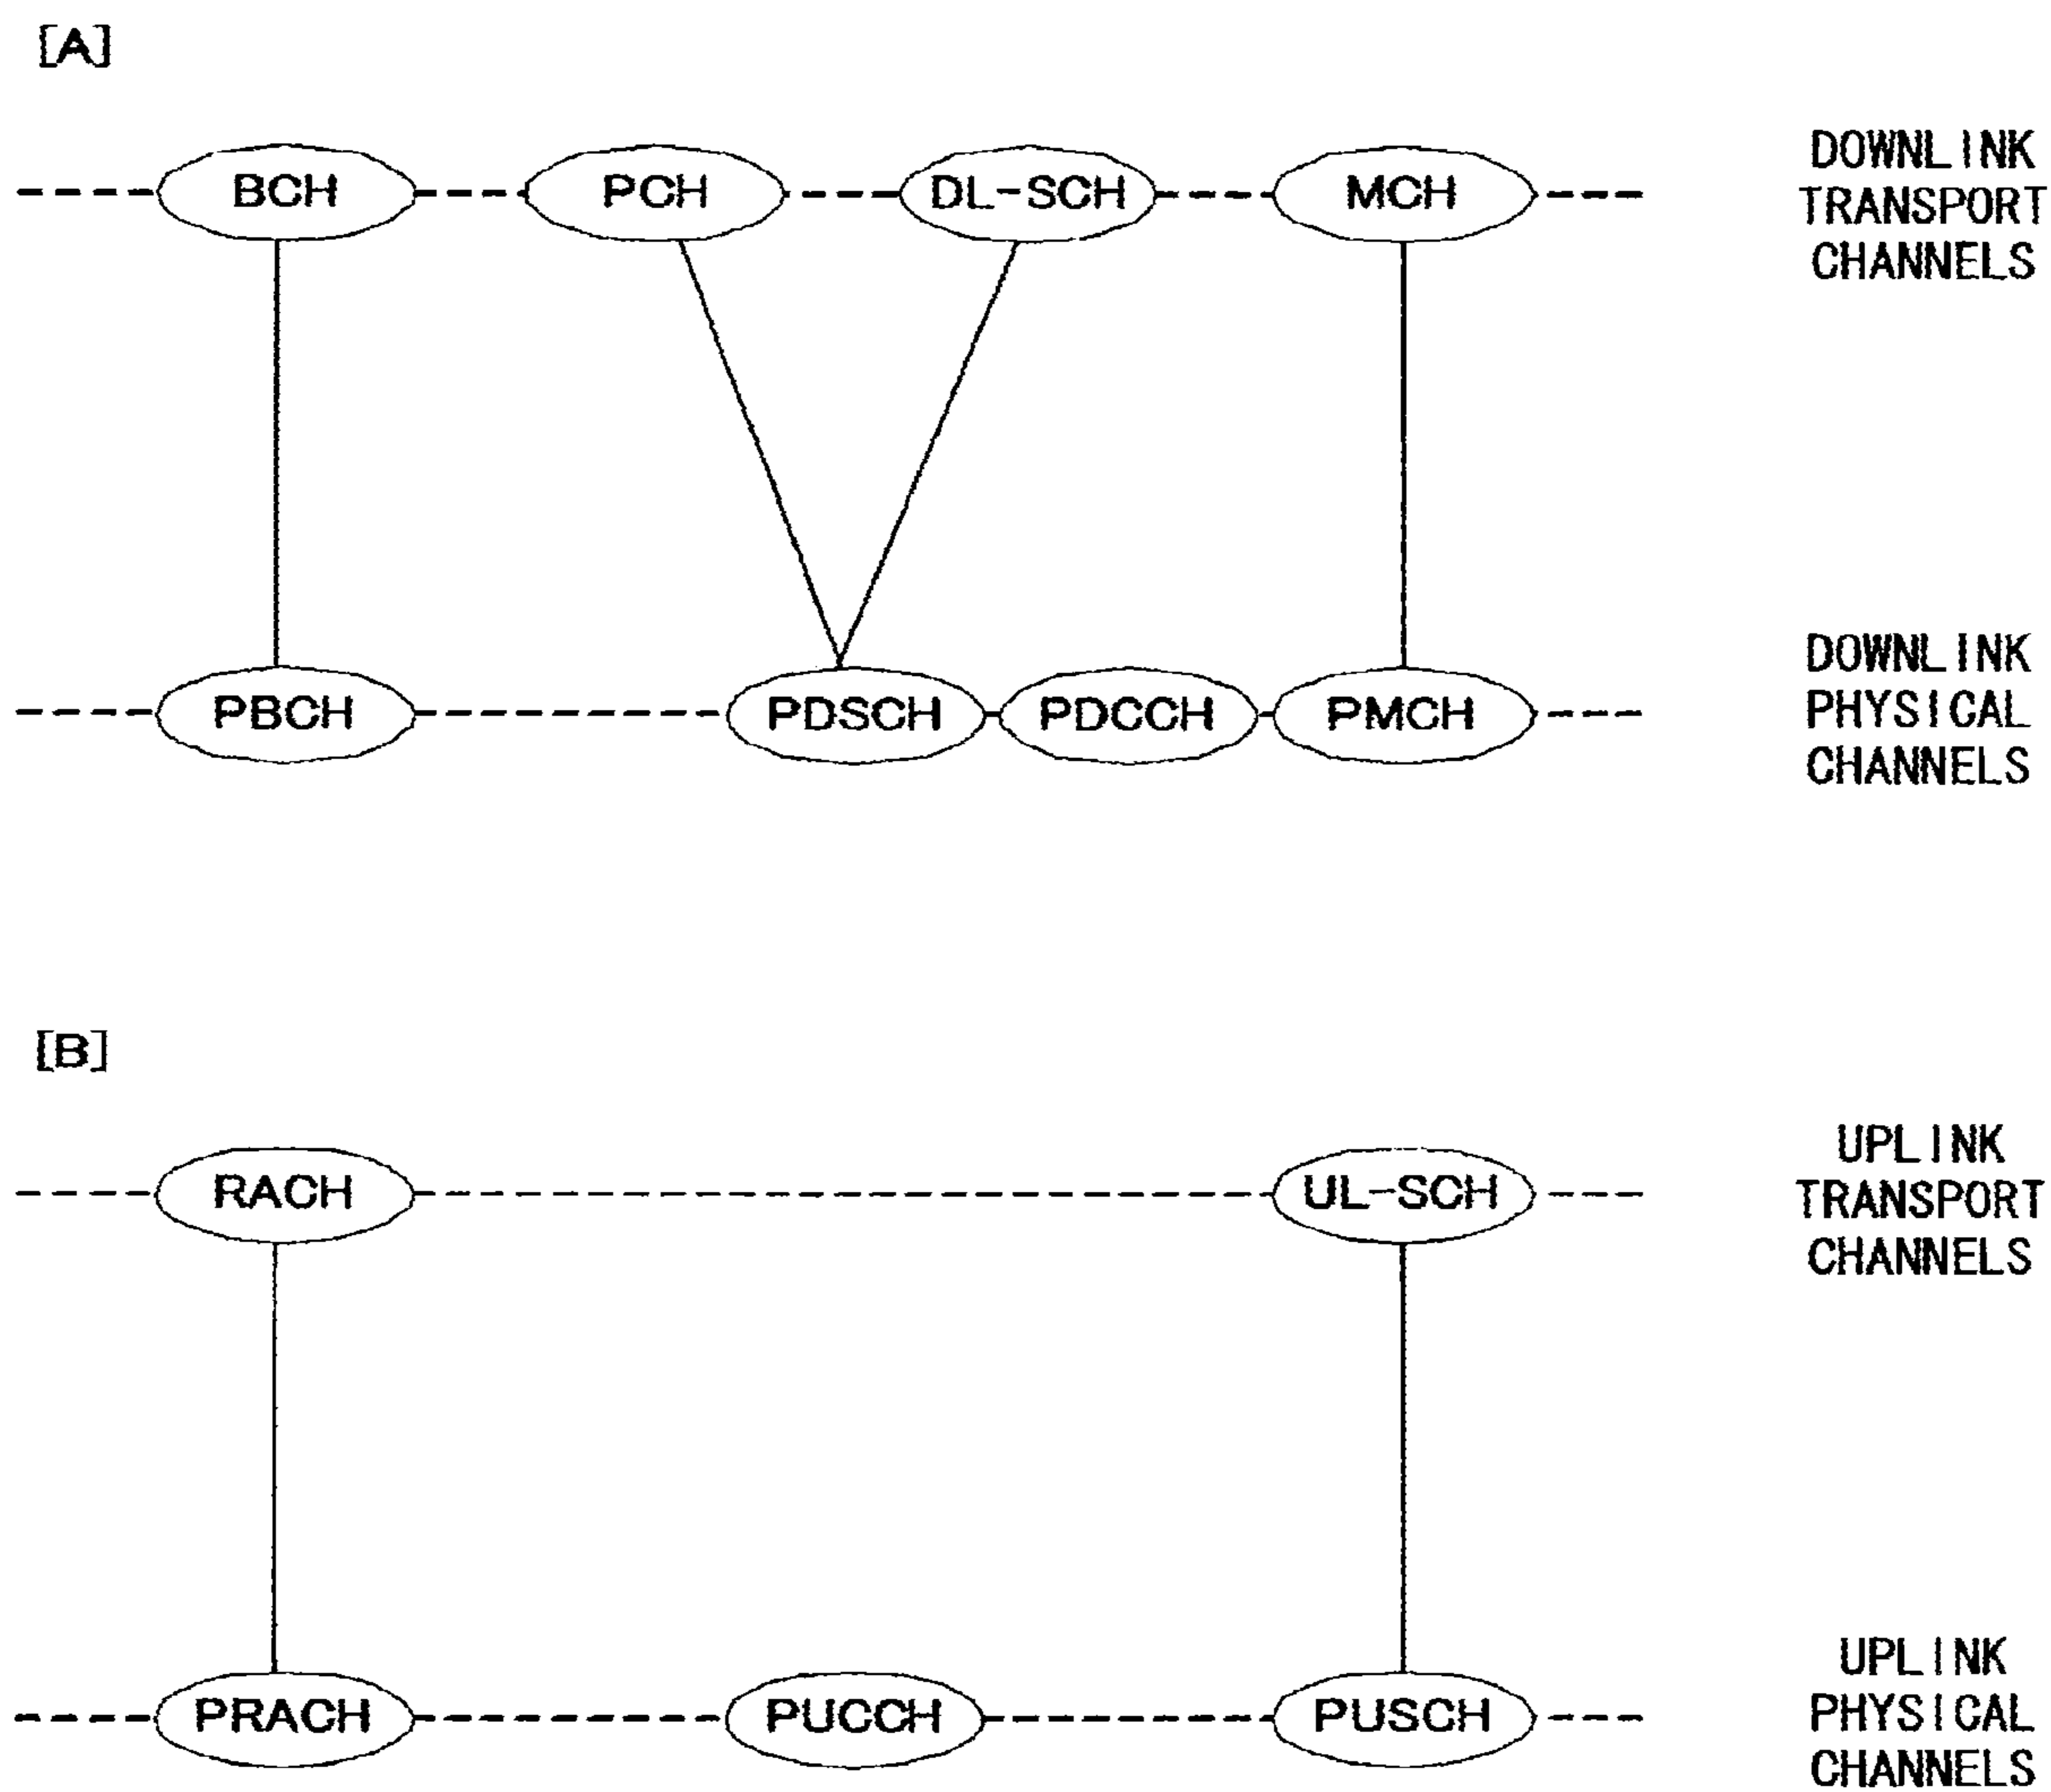 [A]
BCH
PCH
DL-SCH
MCH
DOWNLINK
TRANSPORT
CHANNELS
PBCH
PDSCH
PDCCH
PMCH
DOWNLINK
PHYSICAL
CHANNELS
[B]
RACH
UL-SCH
UPLINK
TRANSPORT
CHANNELS
PRACH
PUCCH
PUSCH
UPLINK
PHYSICAL
CHANNELS